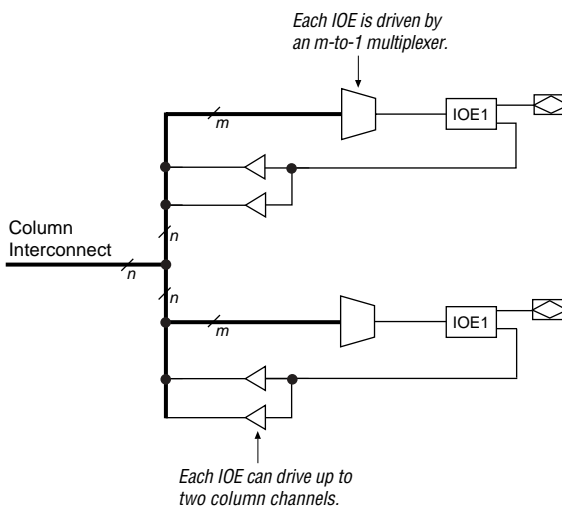 Each IOE is driven by
an m-to-1 multiplexer.
m
IOE1
Column
Interconnect
n
n
n
m
IOE1
Each IOE can drive up to
two column channels.